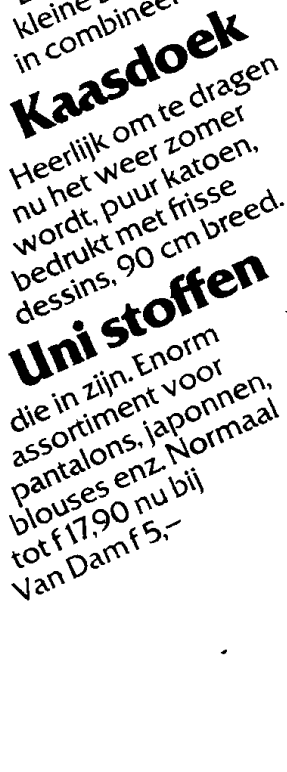 kleine
in combineer
Kaasdoek
Heerlijk om te dragen
nu het weer zomer
wordt, puur katoen,
bedrukt met frisse
dessins, 90 cm breed.
Uni stoffen
die in zijn. Enorm
assortiment voor
pantalons, japonnen,
blouses enz. Normaal
tot f 17,90 nu bij
Van Dam f 5,-